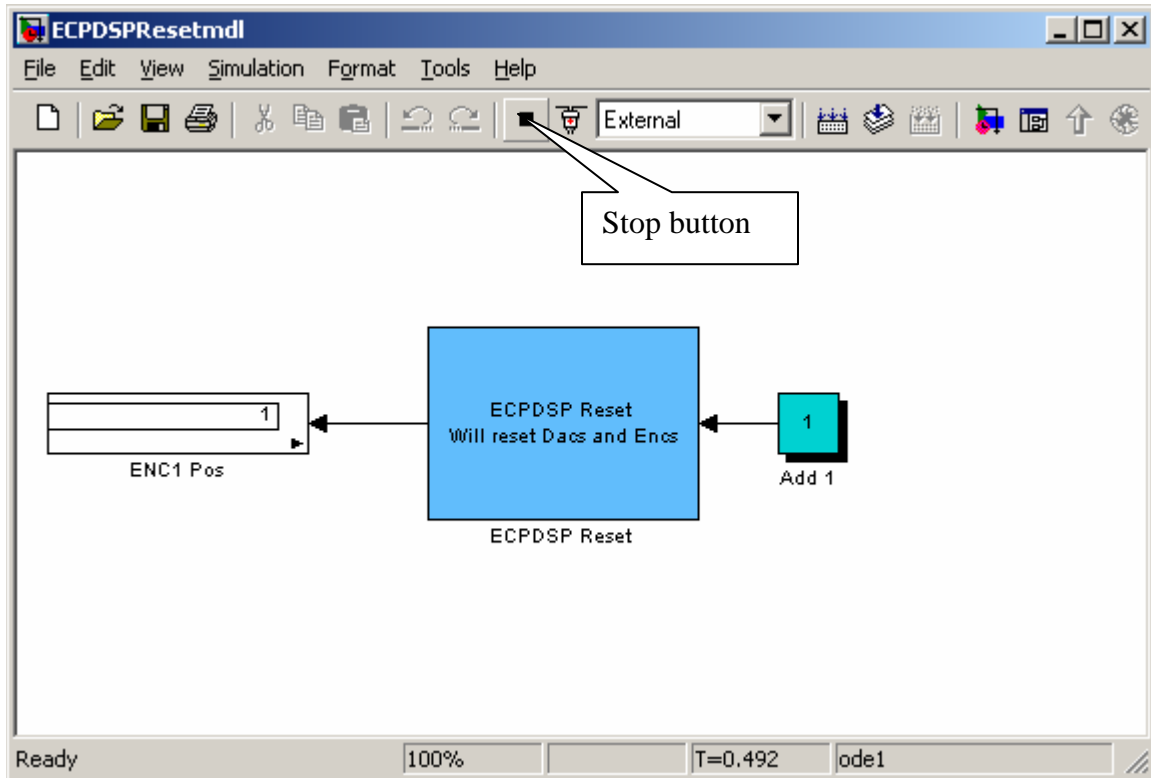 ECPDSPResetmdl
File Edit View Simulation Format Tools Help
External
Stop button
1
ENC1 Pos
ECPDSP Reset
Will reset Dacs and Encs
ECPDSP Reset
1
Add 1
Ready 100% T=0.492 ode1